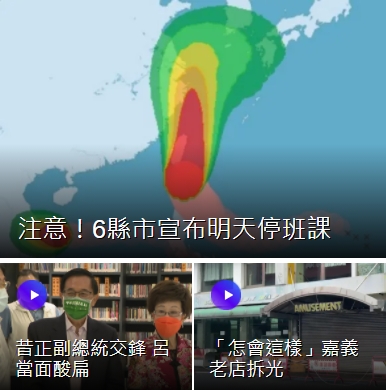 注意！6縣市宣布明天停班課
昔正副總統交鋒 呂
當面酸扁
「怎會這樣」嘉義
老店拆光
AMUSEMENT